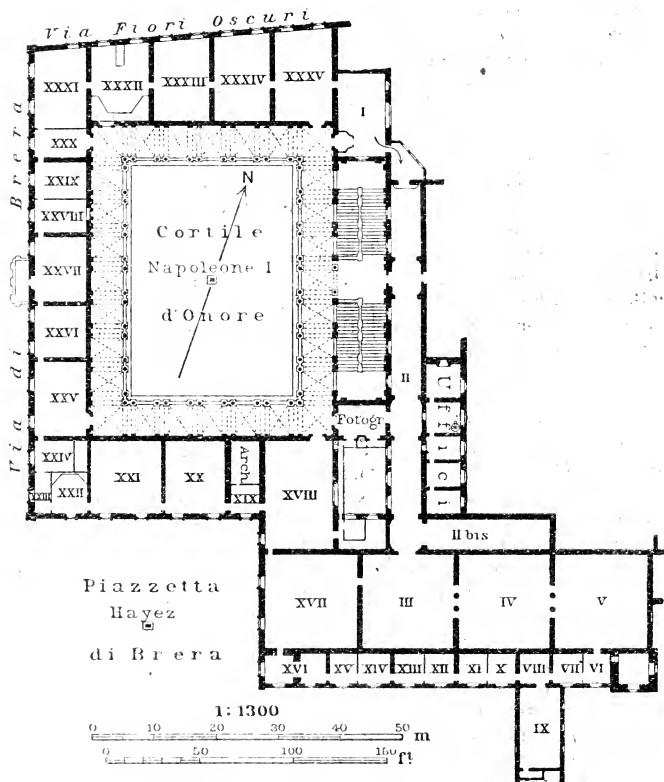 Via Fiori Oscuri
XXXI
XXXII
XXXIII
XXXIV
XXXV
I
XXX
XXIX
XXVIII
XXVII
XXVI
XXV
Via di Brera
N
Cortile
Napoleone I
d'Onore
II
Uffici
Fotogr
XXIV
XXIII
XXII
XXI
XX
Arch
XIX
XVIII
II bis
XVII
III
IV
V
XVI
XV
XIV
XIII
XII
XI
X
VIII
VII
VI
IX
Piazzetta
Hayez
di Brera
1:1300
0 10 20 30 40 50 m
0 50 100 150 ft